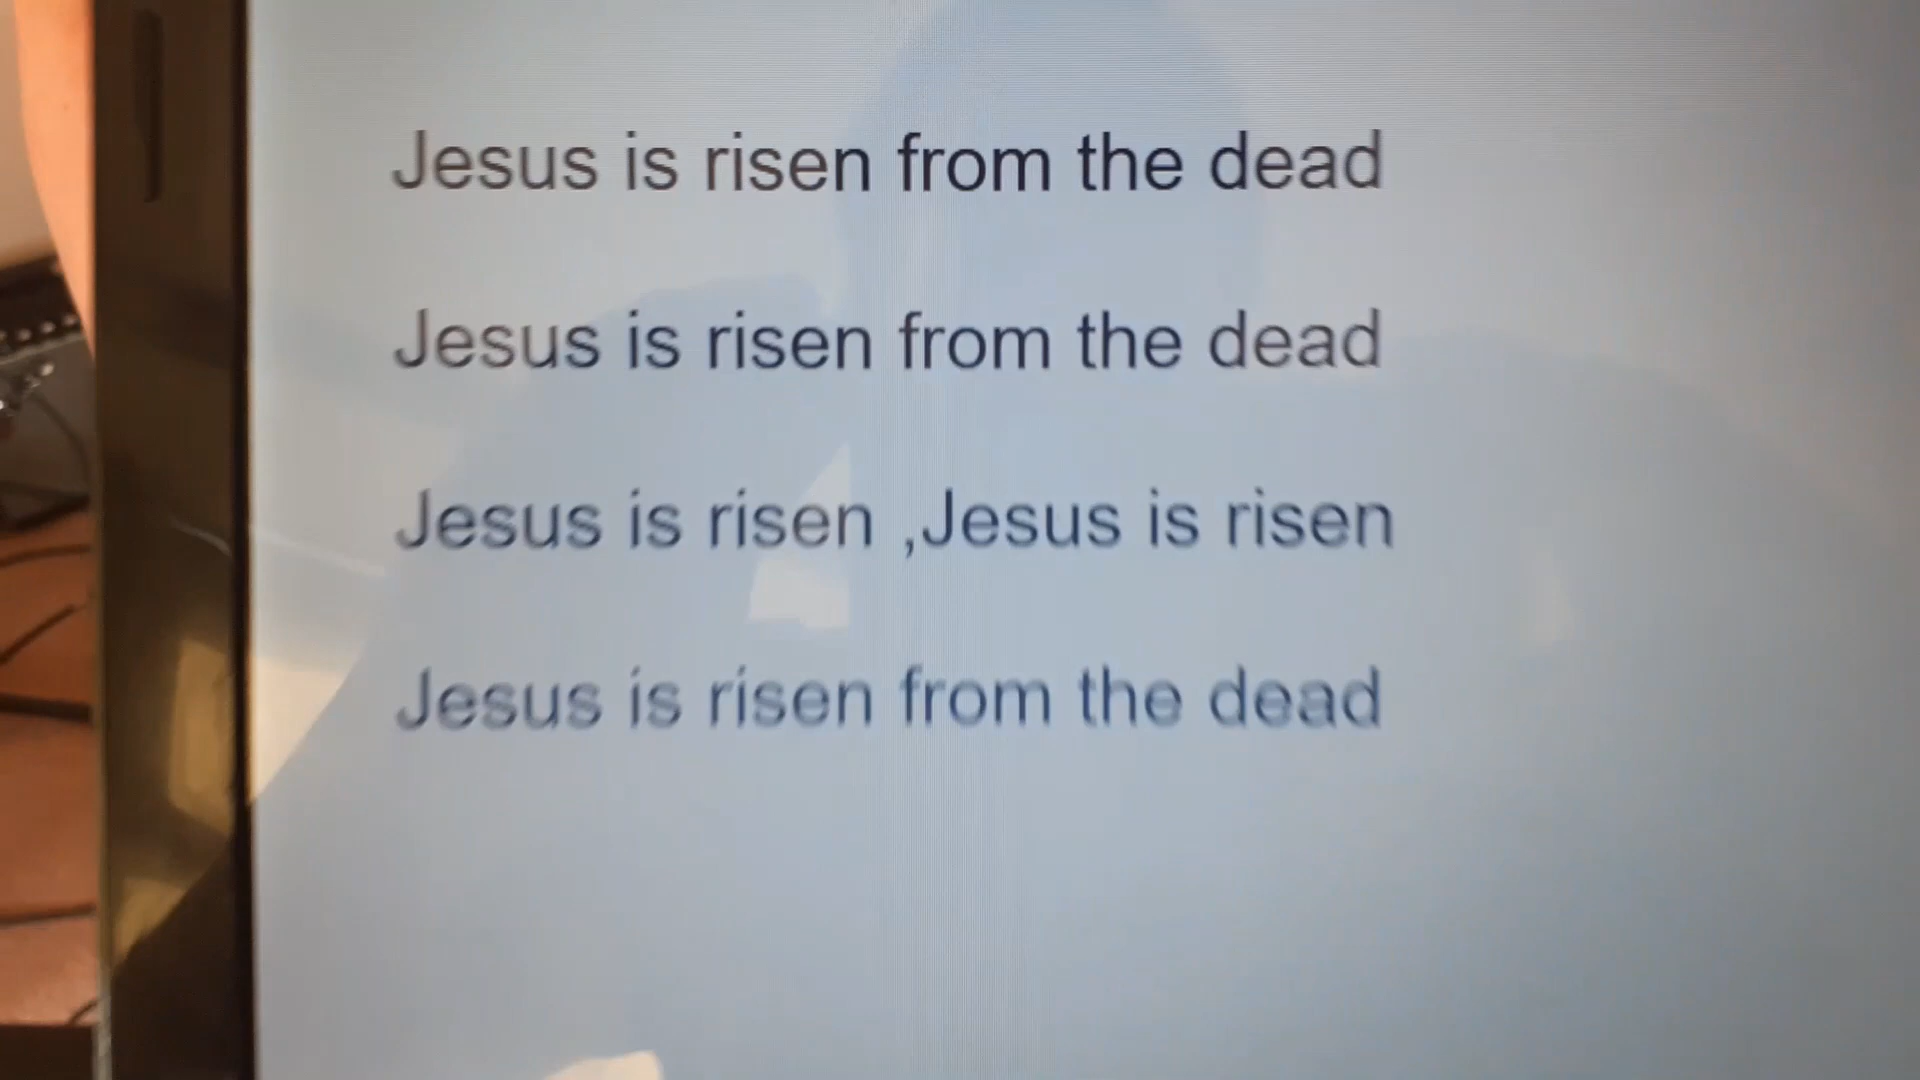 Jesus is risen from the dead
Jesus is risen from the dead
Jesus is risen ,Jesus is risen
Jesus is risen from the dead